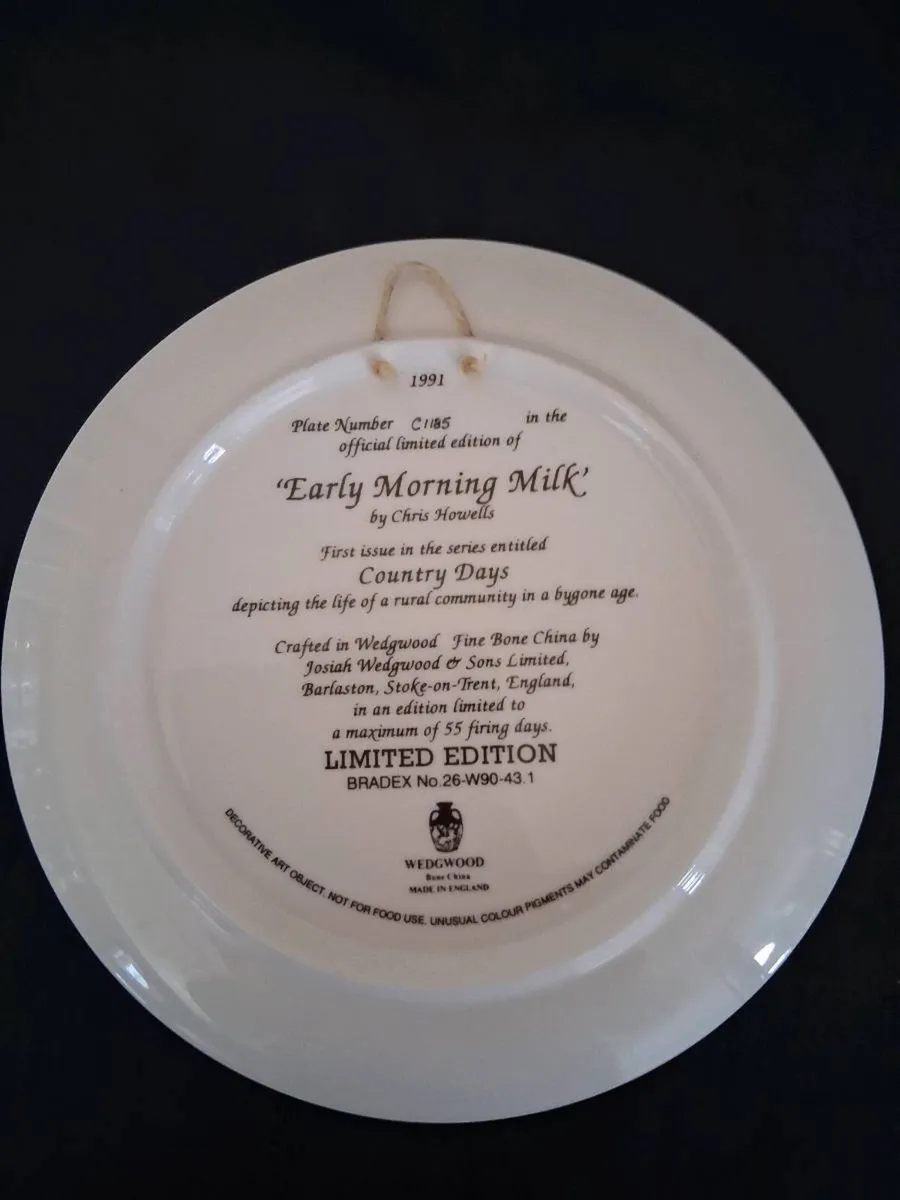 1991
Plate Number C1185 in the
official limited edition of
'Early Morning Milk'
by Chris Howells
First issue in the series entitled
Country Days
depicting the life of a rural community in a bygone age.
Crafted in Wedgwood Fine Bone China by
Josiah Wedgwood & Sons Limited,
Barlaston, Stoke-on-Trent, England,
in an edition limited to
a maximum of 55 firing days.
LIMITED EDITION
BRADEX No.26-W90-43.1
WEDGWOOD
Bone China
MADE IN ENGLAND
DECORATIVE ART OBJECT. NOT FOR FOOD USE. UNUSUAL COLOUR PIGMENTS MAY CONTAMINATE FOOD